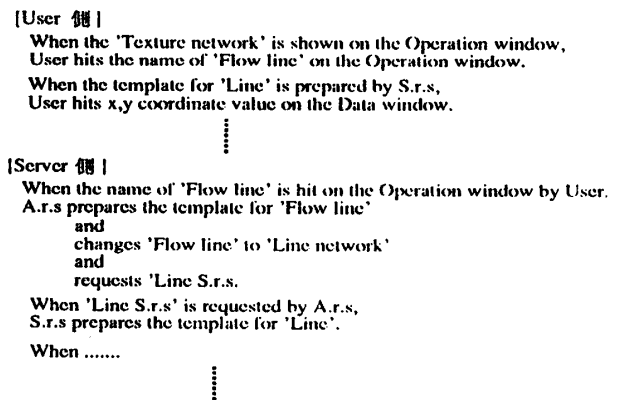 [User 側]
When the 'Texture network' is shown on the Operation window,
User hits the name of 'Flow line' on the Operation window.
When the template for 'Line' is prepared by S.r.s,
User hits x,y coordinate value on the Data window.
[Server 側]
When the name of 'Flow line' is hit on the Operation window by User.
A.r.s prepares the template for 'Flow line'
and
changes 'Flow line' to 'Line network'
and
requests 'Line S.r.s.
When 'Line S.r.s' is requested by A.r.s,
S.r.s prepares the template for 'Line'.
When .......